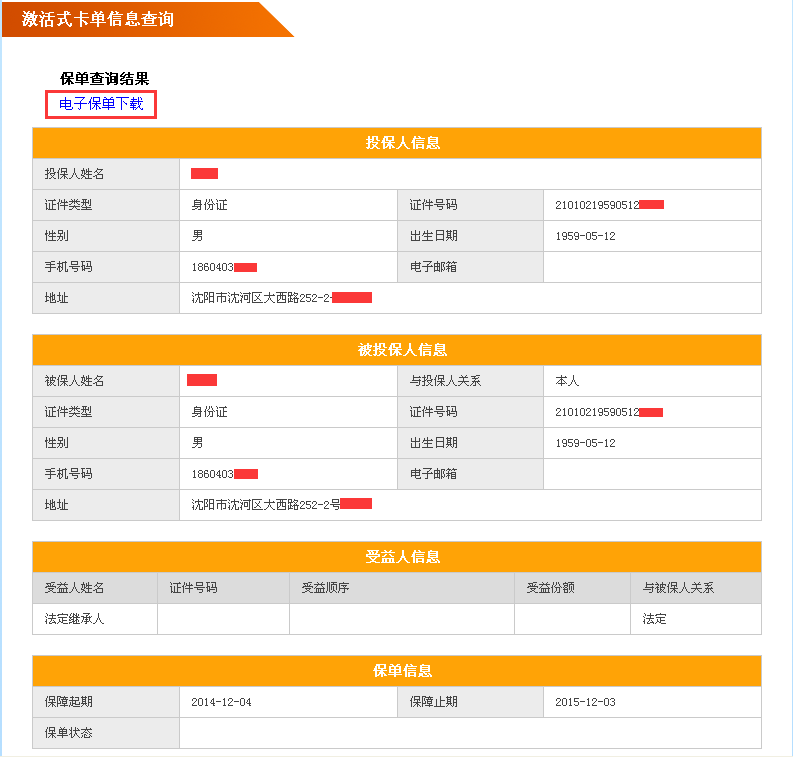 激活式卡单信息查询
保单查询结果
电子保单下载
投保人信息
投保人姓名
证件类型 身份证 证件号码 21010219590512
性别 男 出生日期 1959-05-12
手机号码 1860403 电子邮箱
地址 沈阳市沈河区大西路252-2-
被投保人信息
被保人姓名 与投保人关系 本人
证件类型 身份证 证件号码 21010219590512
性别 男 出生日期 1959-05-12
手机号码 1860403 电子邮箱
地址 沈阳市沈河区大西路252-2号
受益人信息
受益人姓名 证件号码 受益顺序 受益份额 与被保人关系
法定继承人 法定
保单信息
保障起期 2014-12-04 保障止期 2015-12-03
保单状态